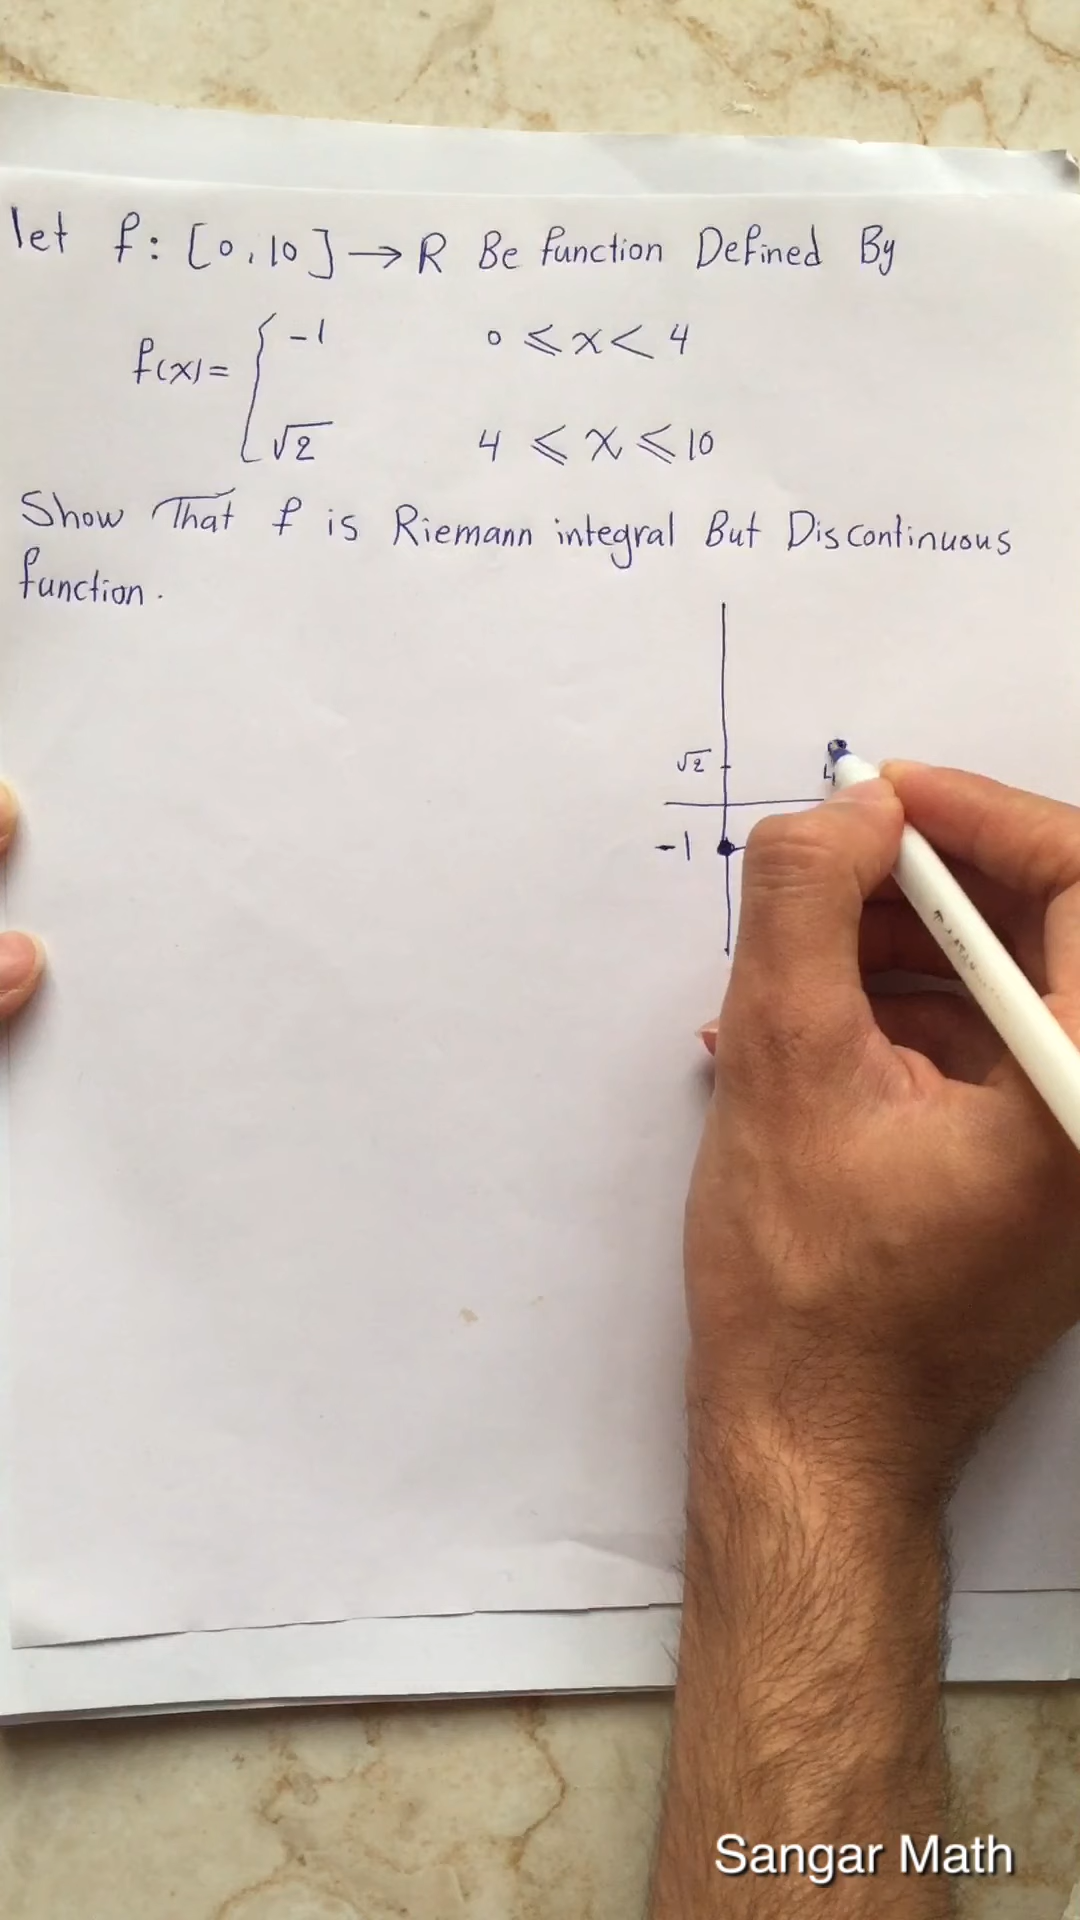 let f: [0,10] → R Be function Defined By
f(x) = { -1    0 ⩽ x < 4
√2    4 ⩽ x ⩽ 10
Show That f is Riemann integral But Discontinuous
function.
√2
4
-1
Sangar Math